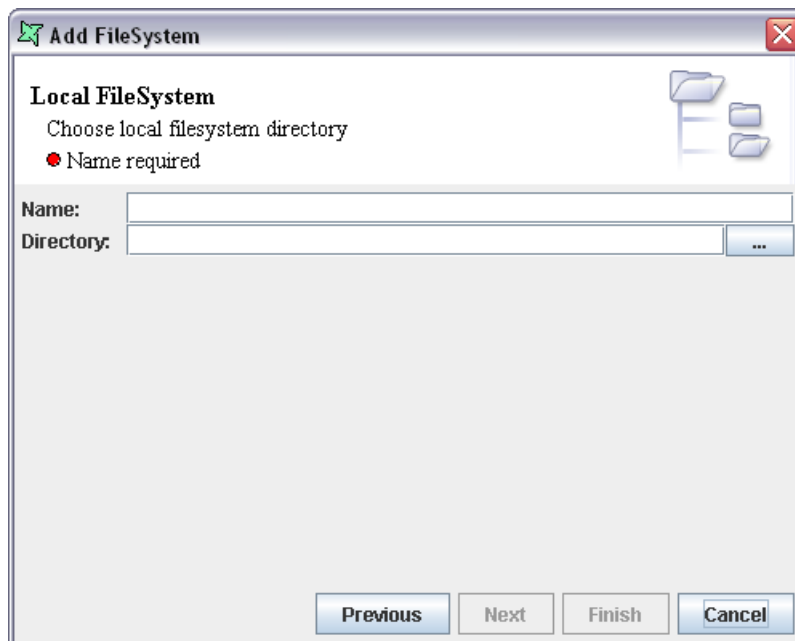 Add FileSystem
Local FileSystem
Choose local filesystem directory
Name required
Name:
Directory: ...
Previous Next Finish Cancel